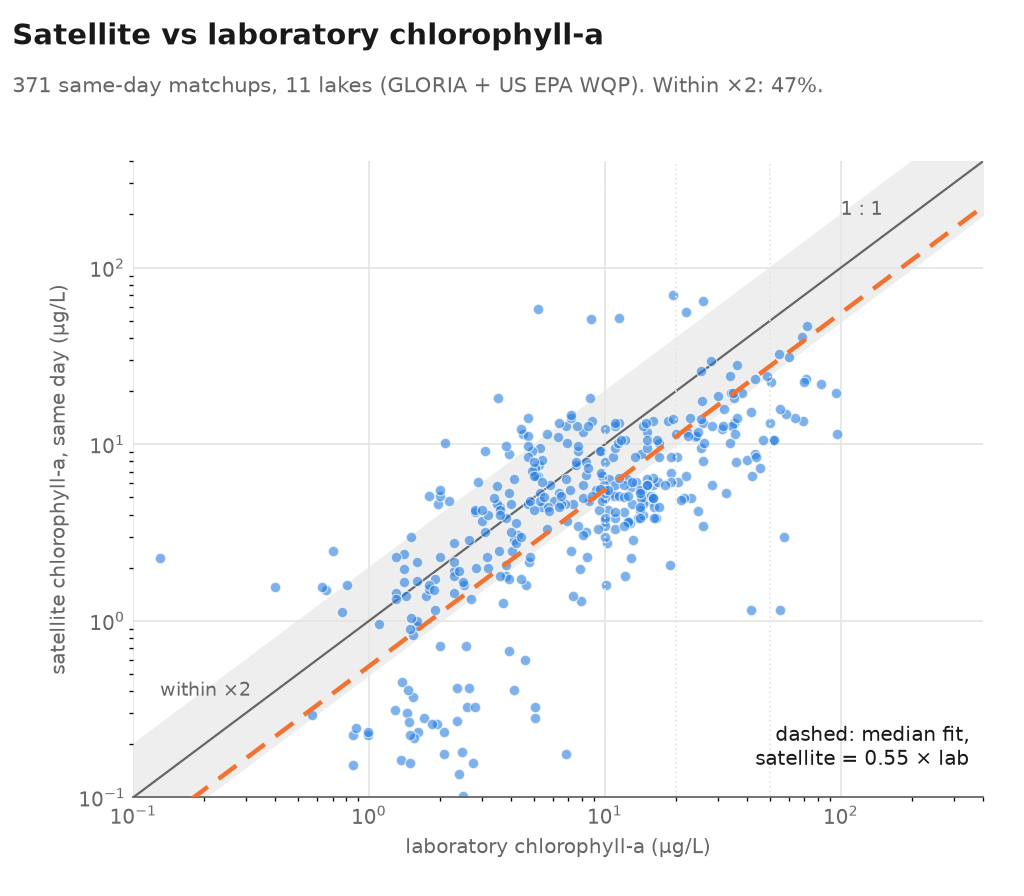 Satellite vs laboratory chlorophyll-a
371 same-day matchups, 11 lakes (GLORIA + US EPA WQP). Within ×2: 47%.
satellite chlorophyll-a, same day (µg/L)
10²
10¹
10⁰
10⁻¹
1 : 1
within ×2
dashed: median fit,
satellite = 0.55 × lab
10⁻¹ 10⁰ 10¹ 10²
laboratory chlorophyll-a (µg/L)